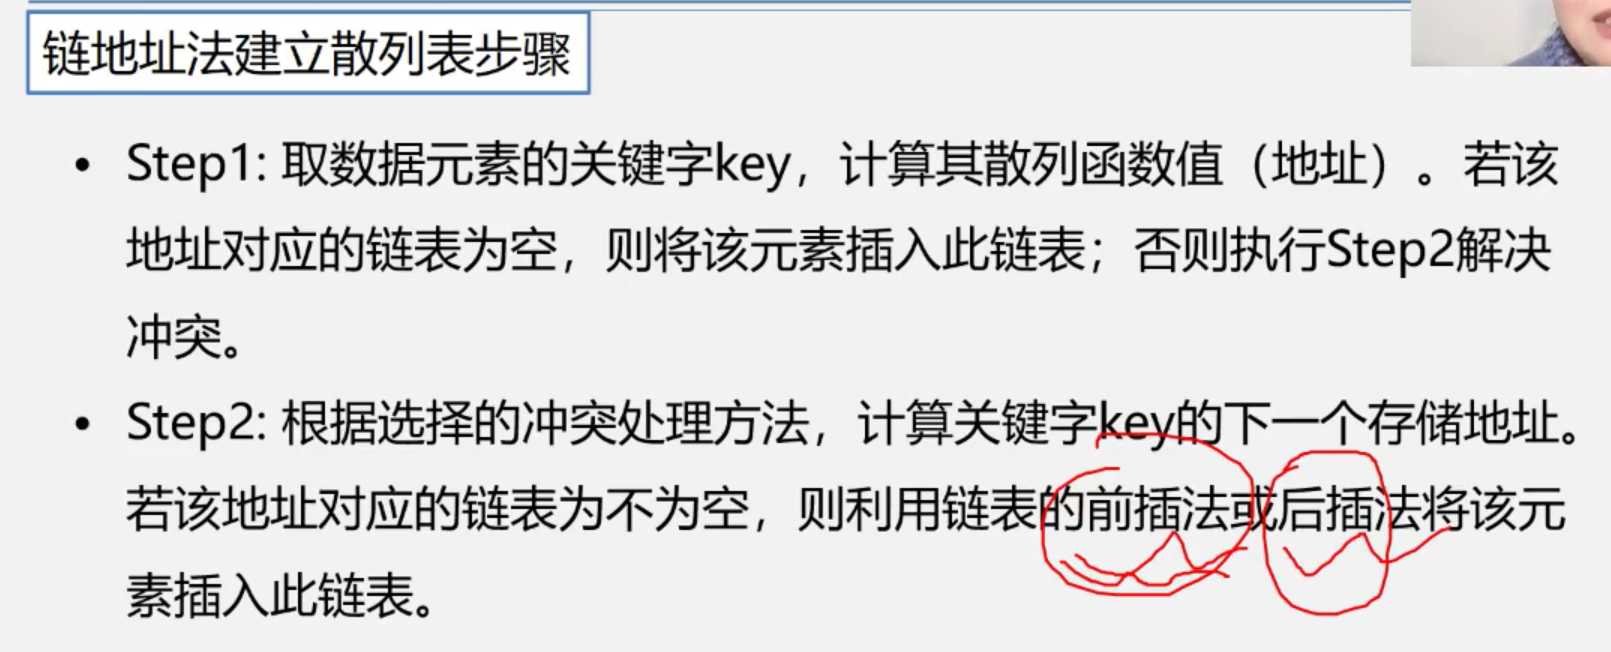 链地址法建立散列表步骤
• Step1: 取数据元素的关键字key，计算其散列函数值（地址）。若该
地址对应的链表为空，则将该元素插入此链表；否则执行Step2解决
冲突。
• Step2: 根据选择的冲突处理方法，计算关键字key的下一个存储地址。
若该地址对应的链表为不为空，则利用链表的前插法或后插法将该元
素插入此链表。